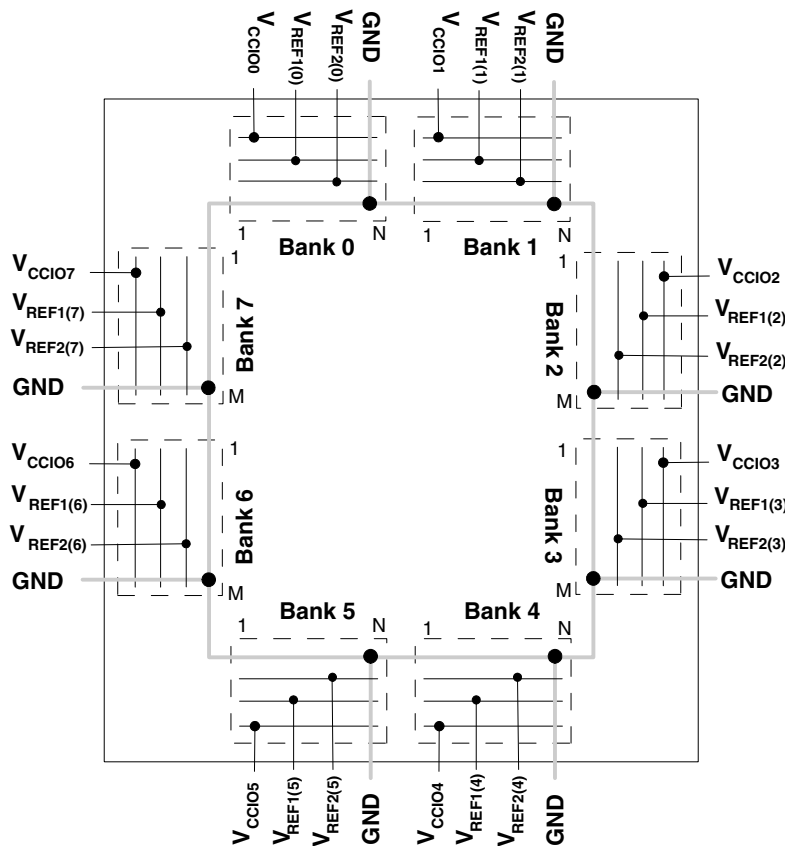 VCCIO0
VREF1(0)
VREF2(0)
GND
VCCIO1
VREF1(1)
VREF2(1)
GND
1
N
1
N
Bank 0
Bank 1
VCCIO7
VREF1(7)
VREF2(7)
GND
1
Bank 7
M
1
Bank 2
M
VCCIO2
VREF1(2)
VREF2(2)
GND
VCCIO6
VREF1(6)
VREF2(6)
GND
1
Bank 6
M
1
Bank 3
M
VCCIO3
VREF1(3)
VREF2(3)
GND
Bank 5
Bank 4
1
N
1
N
VCCIO5
VREF1(5)
VREF2(5)
GND
VCCIO4
VREF1(4)
VREF2(4)
GND